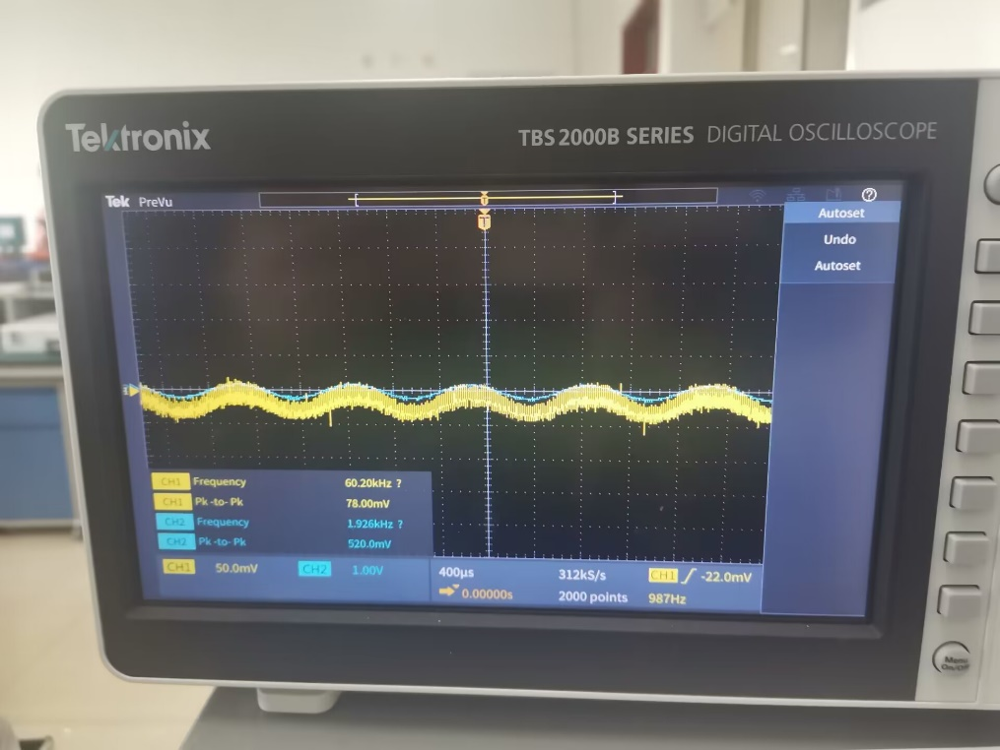 Tektronix
TBS 2000B SERIES DIGITAL OSCILLOSCOPE
Tek PreVu
T
?
Autoset
Undo
Autoset
T
CH1 Frequency 60.20kHz ?
CH1 Pk-to-Pk 78.00mV
CH2 Frequency 1.926kHz ?
CH2 Pk-to-Pk 520.0mV
CH1 50.0mV CH2 1.00V
400µs 312kS/s CH1 -22.0mV
0.00000s 2000 points 987Hz
Menu
On/Off